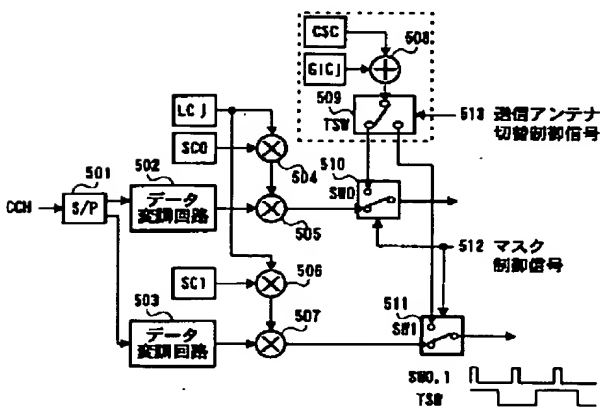 CSC
508
GICj
509
TSW
513 送信アンテナ
切替制御信号
LCj
SC0
504
510
SW0
501
502
CCH
S/P
データ
変調回路
505
512 マスク
制御信号
SC1
506
503
データ
変調回路
507
511
SW1
SW0.1
TSW